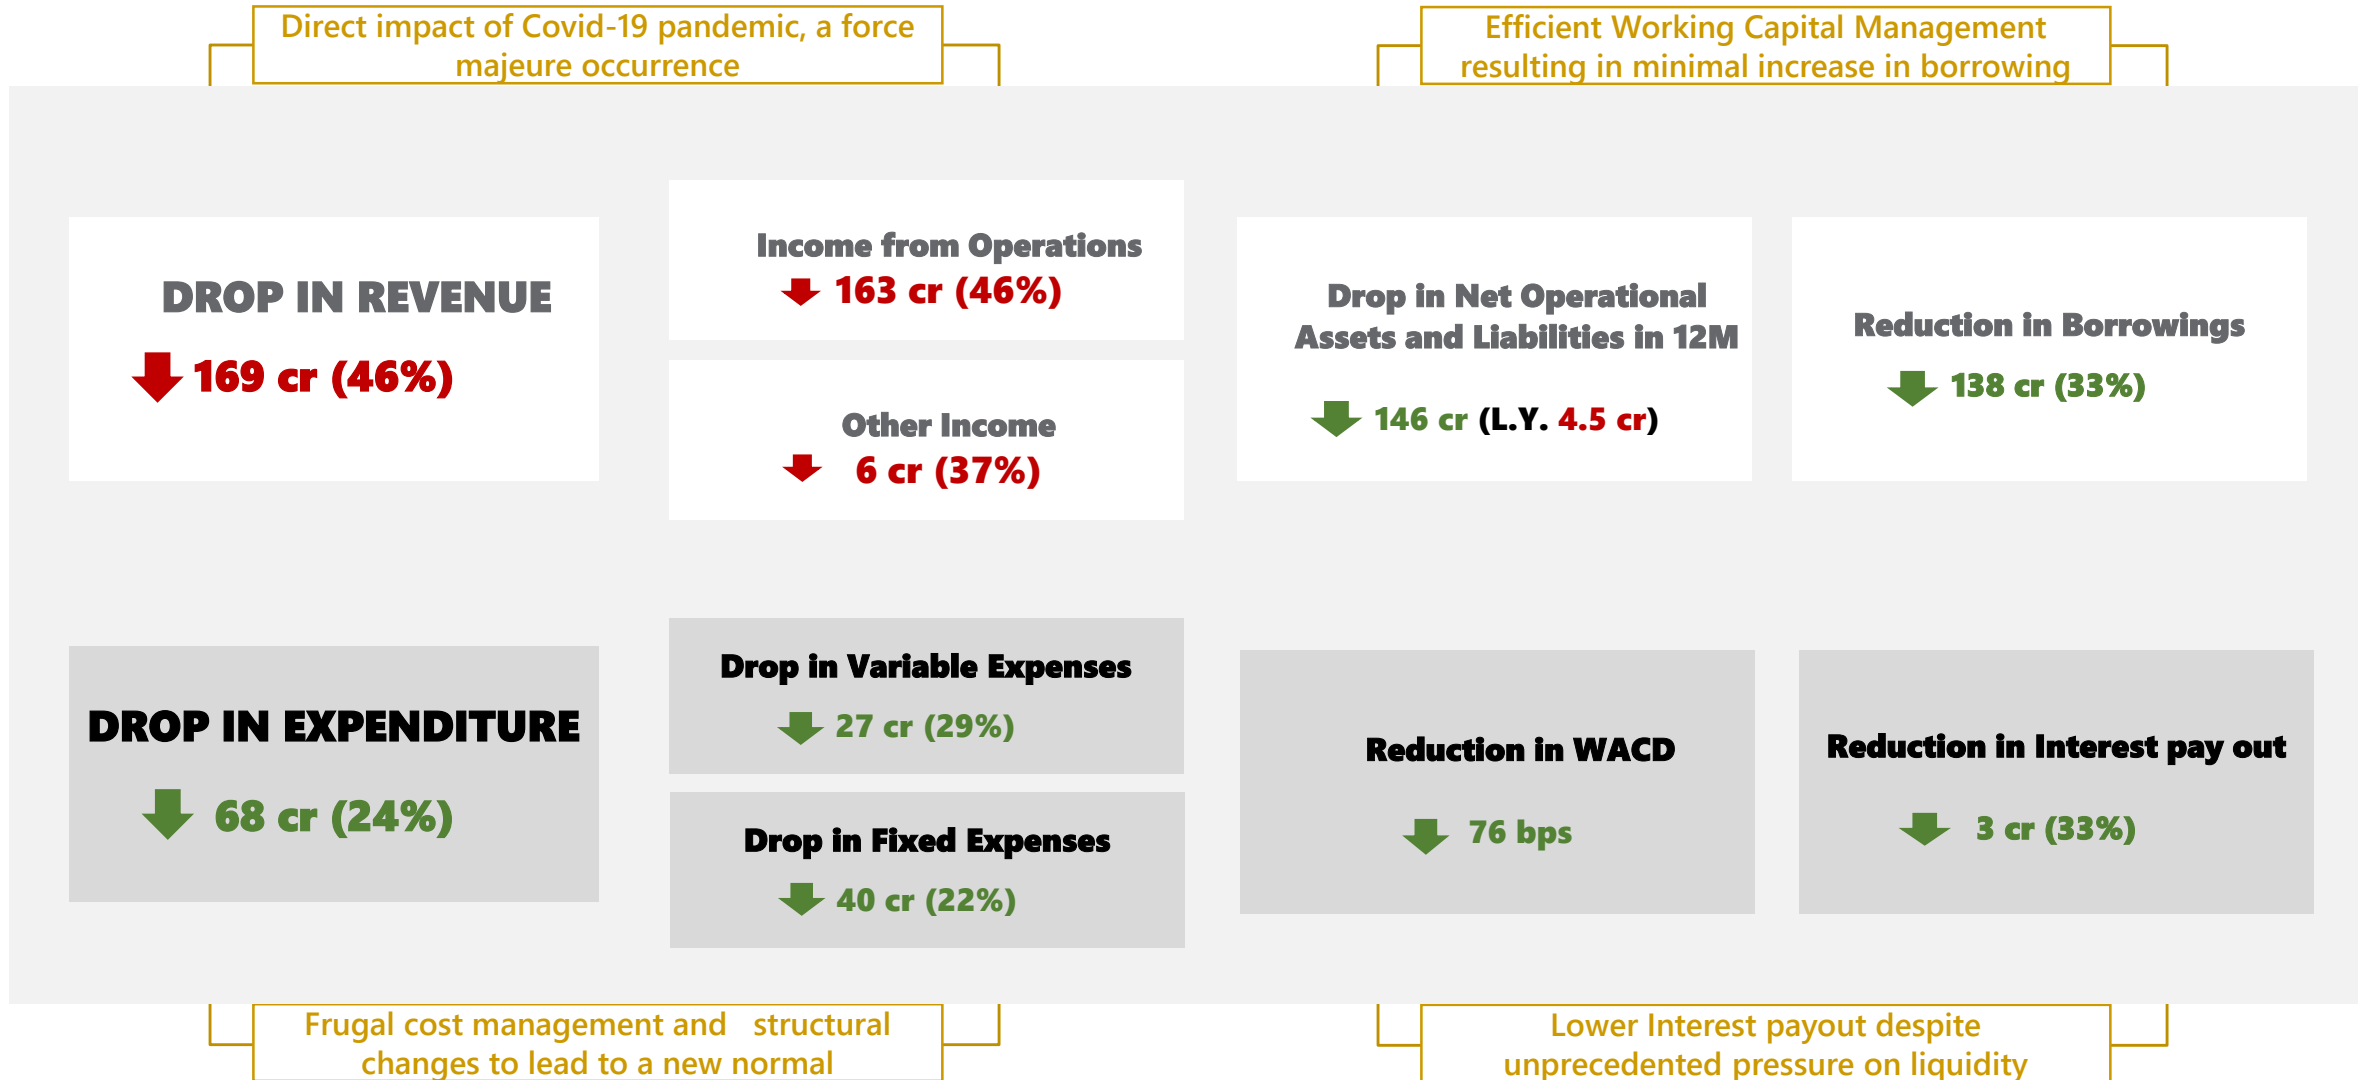 Direct impact of Covid-19 pandemic, a force
majeure occurrence
Efficient Working Capital Management
resulting in minimal increase in borrowing
DROP IN REVENUE
169 cr (46%)
Income from Operations
163 cr (46%)
Other Income
6 cr (37%)
Drop in Net Operational
Assets and Liabilities in 12M
146 cr (L.Y. 4.5 cr)
Reduction in Borrowings
138 cr (33%)
DROP IN EXPENDITURE
68 cr (24%)
Drop in Variable Expenses
27 cr (29%)
Drop in Fixed Expenses
40 cr (22%)
Reduction in WACD
76 bps
Reduction in Interest pay out
3 cr (33%)
Frugal cost management and structural
changes to lead to a new normal
Lower Interest payout despite
unprecedented pressure on liquidity